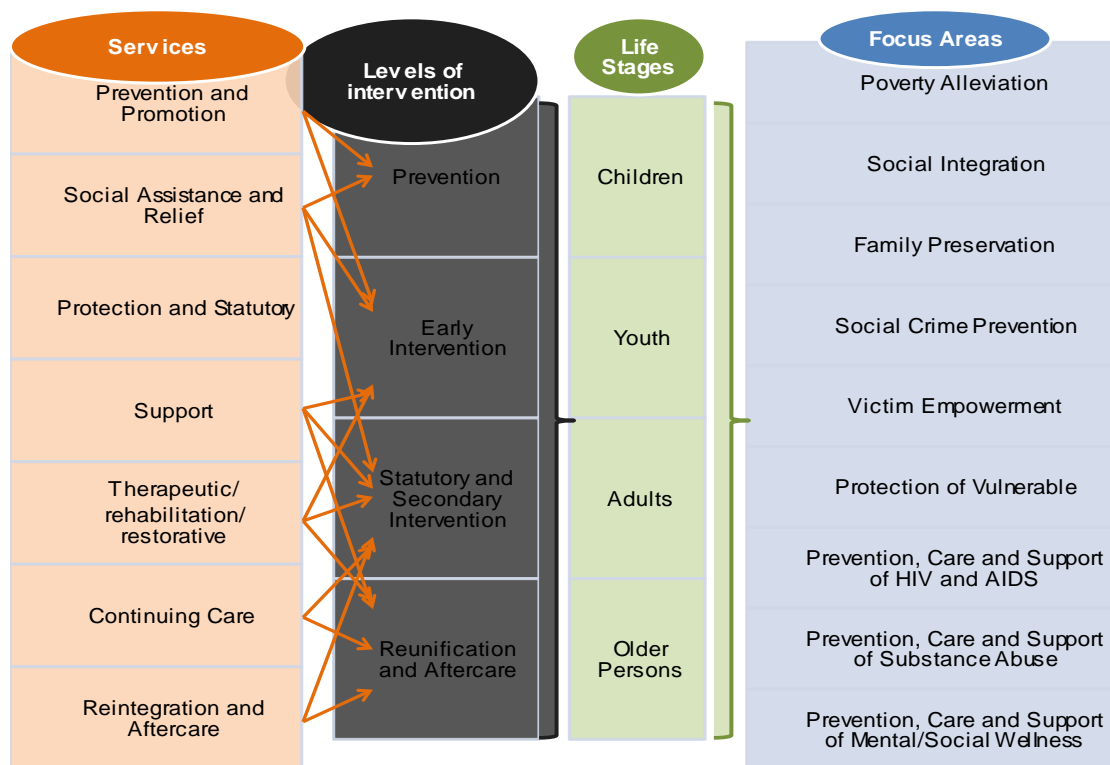 Services
Prevention and
Promotion
Social Assistance and
Relief
Protection and Statutory
Support
Therapeutic/
rehabilitation/
restorative
Continuing Care
Reintegration and
Aftercare
Levels of
intervention
Prevention
Early
Intervention
Statutory and
Secondary
Intervention
Reunification
and Aftercare
Life
Stages
Children
Youth
Adults
Older
Persons
Focus Areas
Poverty Alleviation
Social Integration
Family Preservation
Social Crime Prevention
Victim Empowerment
Protection of Vulnerable
Prevention, Care and Support
of HIV and AIDS
Prevention, Care and Support
of Substance Abuse
Prevention, Care and Support
of Mental/Social Wellness